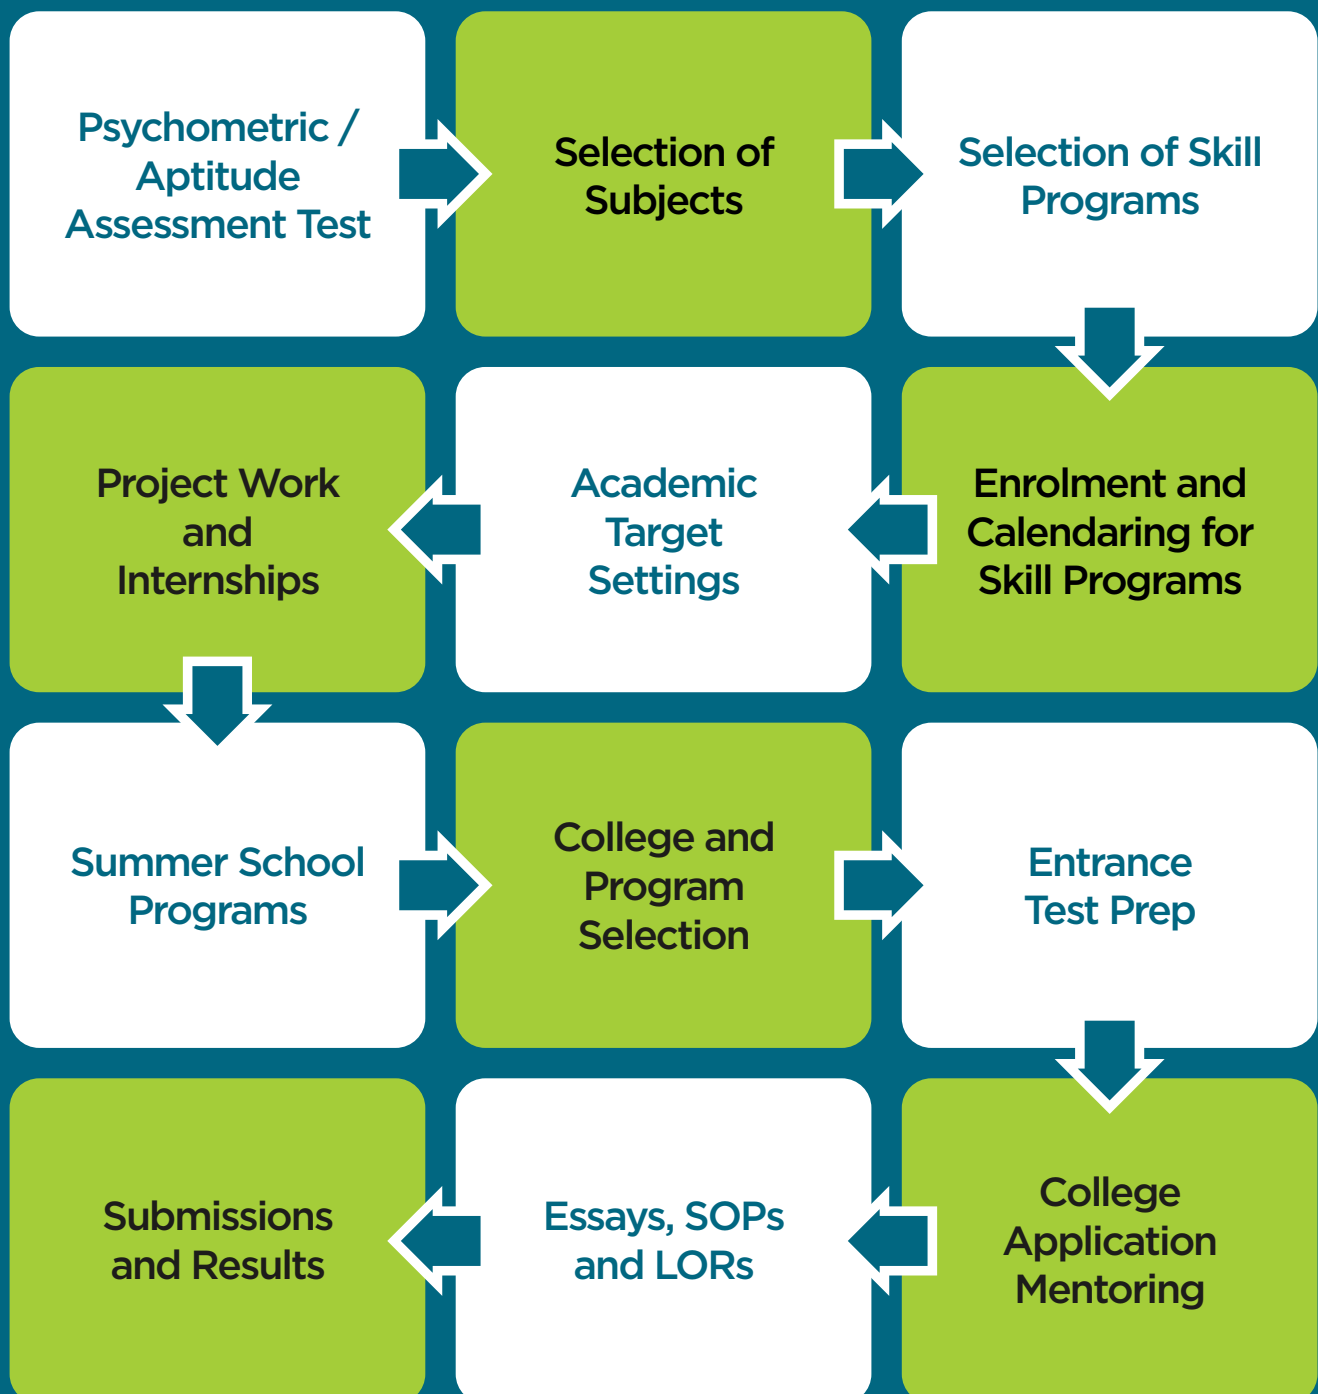 Psychometric /
Aptitude
Assessment Test
Selection of
Subjects
Selection of Skill
Programs
Enrolment and
Calendaring for
Skill Programs
Academic
Target
Settings
Project Work
and
Internships
Summer School
Programs
College and
Program
Selection
Entrance
Test Prep
College
Application
Mentoring
Essays, SOPs
and LORs
Submissions
and Results